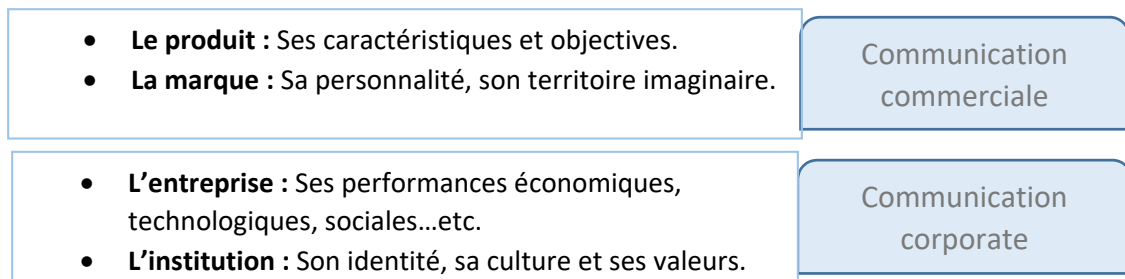 • Le produit : Ses caractéristiques et objectives.
• La marque : Sa personnalité, son territoire imaginaire.
Communication
commerciale
• L’entreprise : Ses performances économiques,
technologiques, sociales…etc.
• L’institution : Son identité, sa culture et ses valeurs.
Communication
corporate